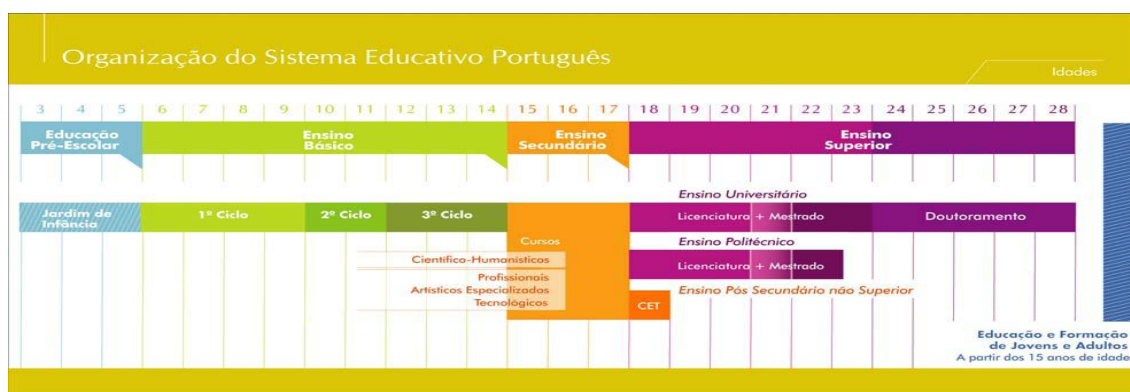 Organização do Sistema Educativo Português
Idades
3 4 5 6 7 8 9 10 11 12 13 14 15 16 17 18 19 20 21 22 23 24 25 26 27 28
Educação
Pré-Escolar
Ensino
Básico
Ensino
Secundário
Ensino
Superior
Ensino Universitário
Jardim de
Infância
1º Ciclo
2º Ciclo
3º Ciclo
Licenciatura + Mestrado
Doutoramento
Cursos
Científico-Humanísticos
Profissionais
Artísticos Especializados
Tecnológicos
Ensino Politécnico
Licenciatura + Mestrado
Ensino Pós Secundário não Superior
CET
Educação e Formação
de Jovens e Adultos
A partir dos 15 anos de idade